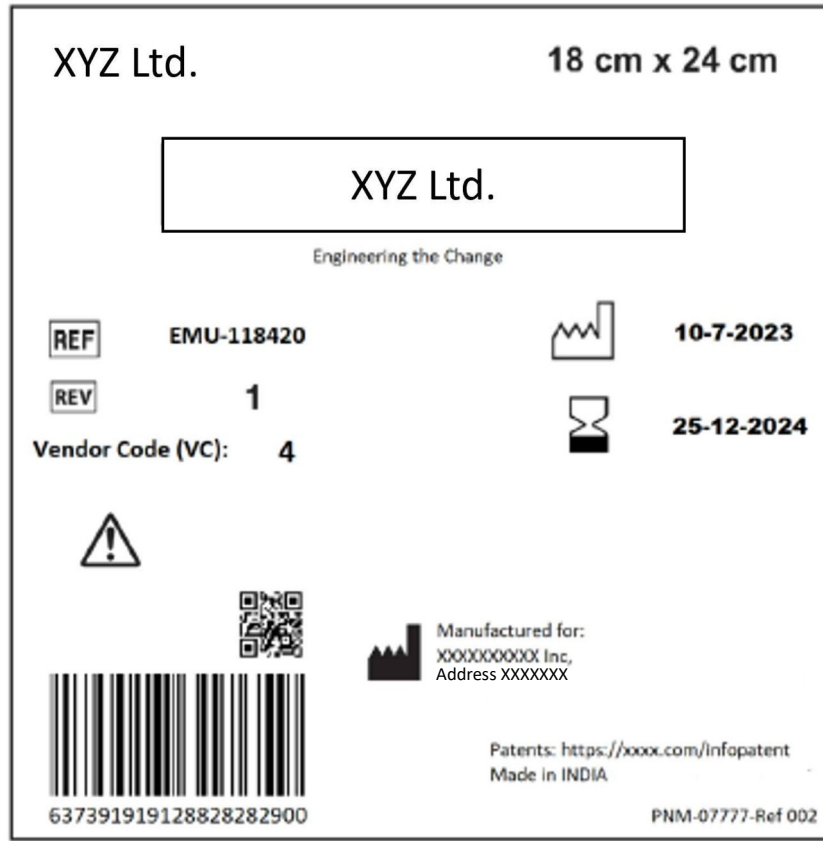 XYZ Ltd.
18 cm x 24 cm
XYZ Ltd.
Engineering the Change
REF EMU-118420
10-7-2023
REV 1
25-12-2024
Vendor Code (VC): 4
Manufactured for:
XXXXXXXXXX Inc,
Address XXXXXXX
Patents: https://xxxx.com/infopatent
Made in INDIA
6373919191288282829​00
PNM-07777-Ref 002